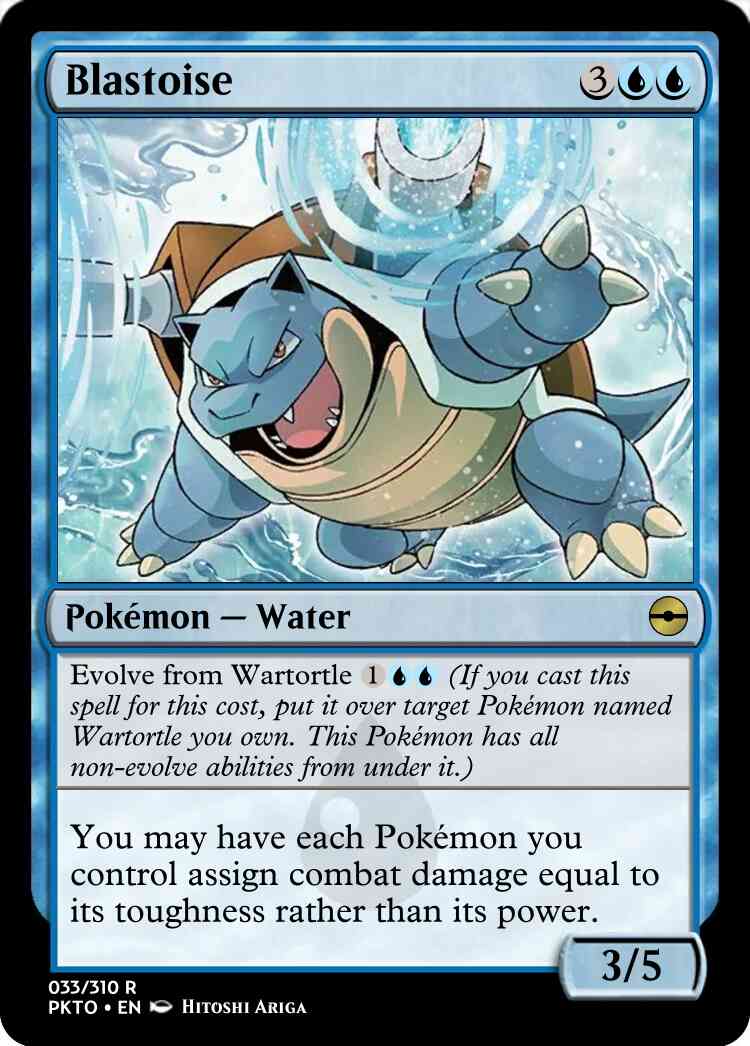 Blastoise 3
Pokémon — Water
Evolve from Wartortle 1 (If you cast this
spell for this cost, put it over target Pokémon named
Wartortle you own. This Pokémon has all
non-evolve abilities from under it.)
You may have each Pokémon you
control assign combat damage equal to
its toughness rather than its power.
3/5
033/310 R
PKTO • EN HITOSHI ARIGA